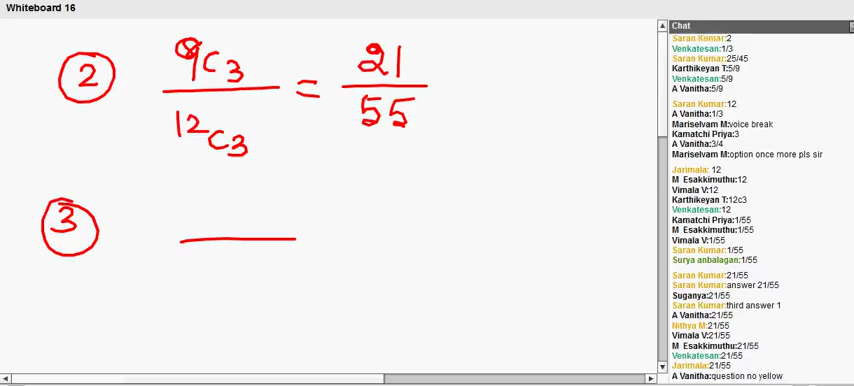 Whiteboard 16
② 9C3 / 12C3 = 21 / 55
③
Chat
Saran Kumar:2
Venkatesan:1/3
Saran Kumar:25/45
Karthikeyan T:5/9
Venkatesan:5/9
A Vanitha:5/9
Saran Kumar:12
A Vanitha:1/3
Mariselvam M:voice break
Kamatchi Priya:3
A Vanitha:3/4
Mariselvam M:option once more pls sir
Jarimala: 12
M Esakkimuthu:12
Vimala V:12
Karthikeyan T:12c3
Venkatesan:12
Kamatchi Priya:1/55
M Esakkimuthu:1/55
Vimala V:1/55
Saran Kumar:1/55
Surya anbalagan:1/55
Saran Kumar:21/55
Saran Kumar:answer 21/55
Suganya:21/55
Saran Kumar:third answer 1
A Vanitha:21/55
Nithya M:21/55
Vimala V:21/55
M Esakkimuthu:21/55
Venkatesan:21/55
Jarimala:21/55
A Vanitha:question no yellow